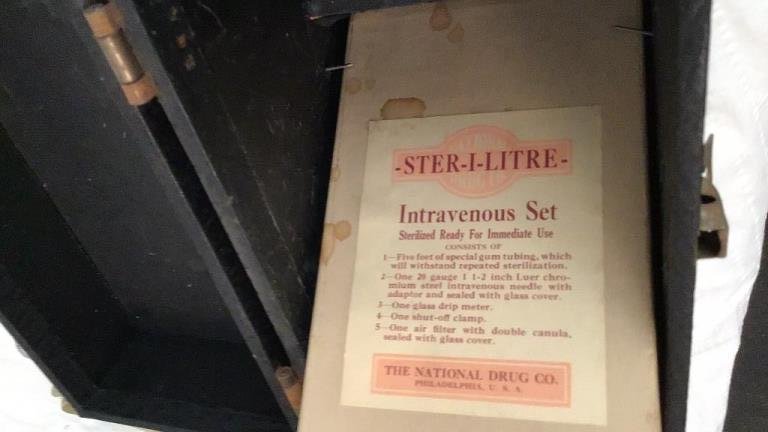 -STER-I-LITRE-
Intravenous Set
Sterilized Ready For Immediate Use
CONSISTS OF
1—Five feet of special gum tubing, which
will withstand repeated sterilization.
2—One 20 gauge 1 1-2 inch Luer chro-
mium steel intravenous needle with
adaptor and sealed with glass cover.
3—One glass drip meter.
4—One shut-off clamp.
5—One air filter with double canula,
sealed with glass cover.
THE NATIONAL DRUG CO.
PHILADELPHIA, U. S. A.